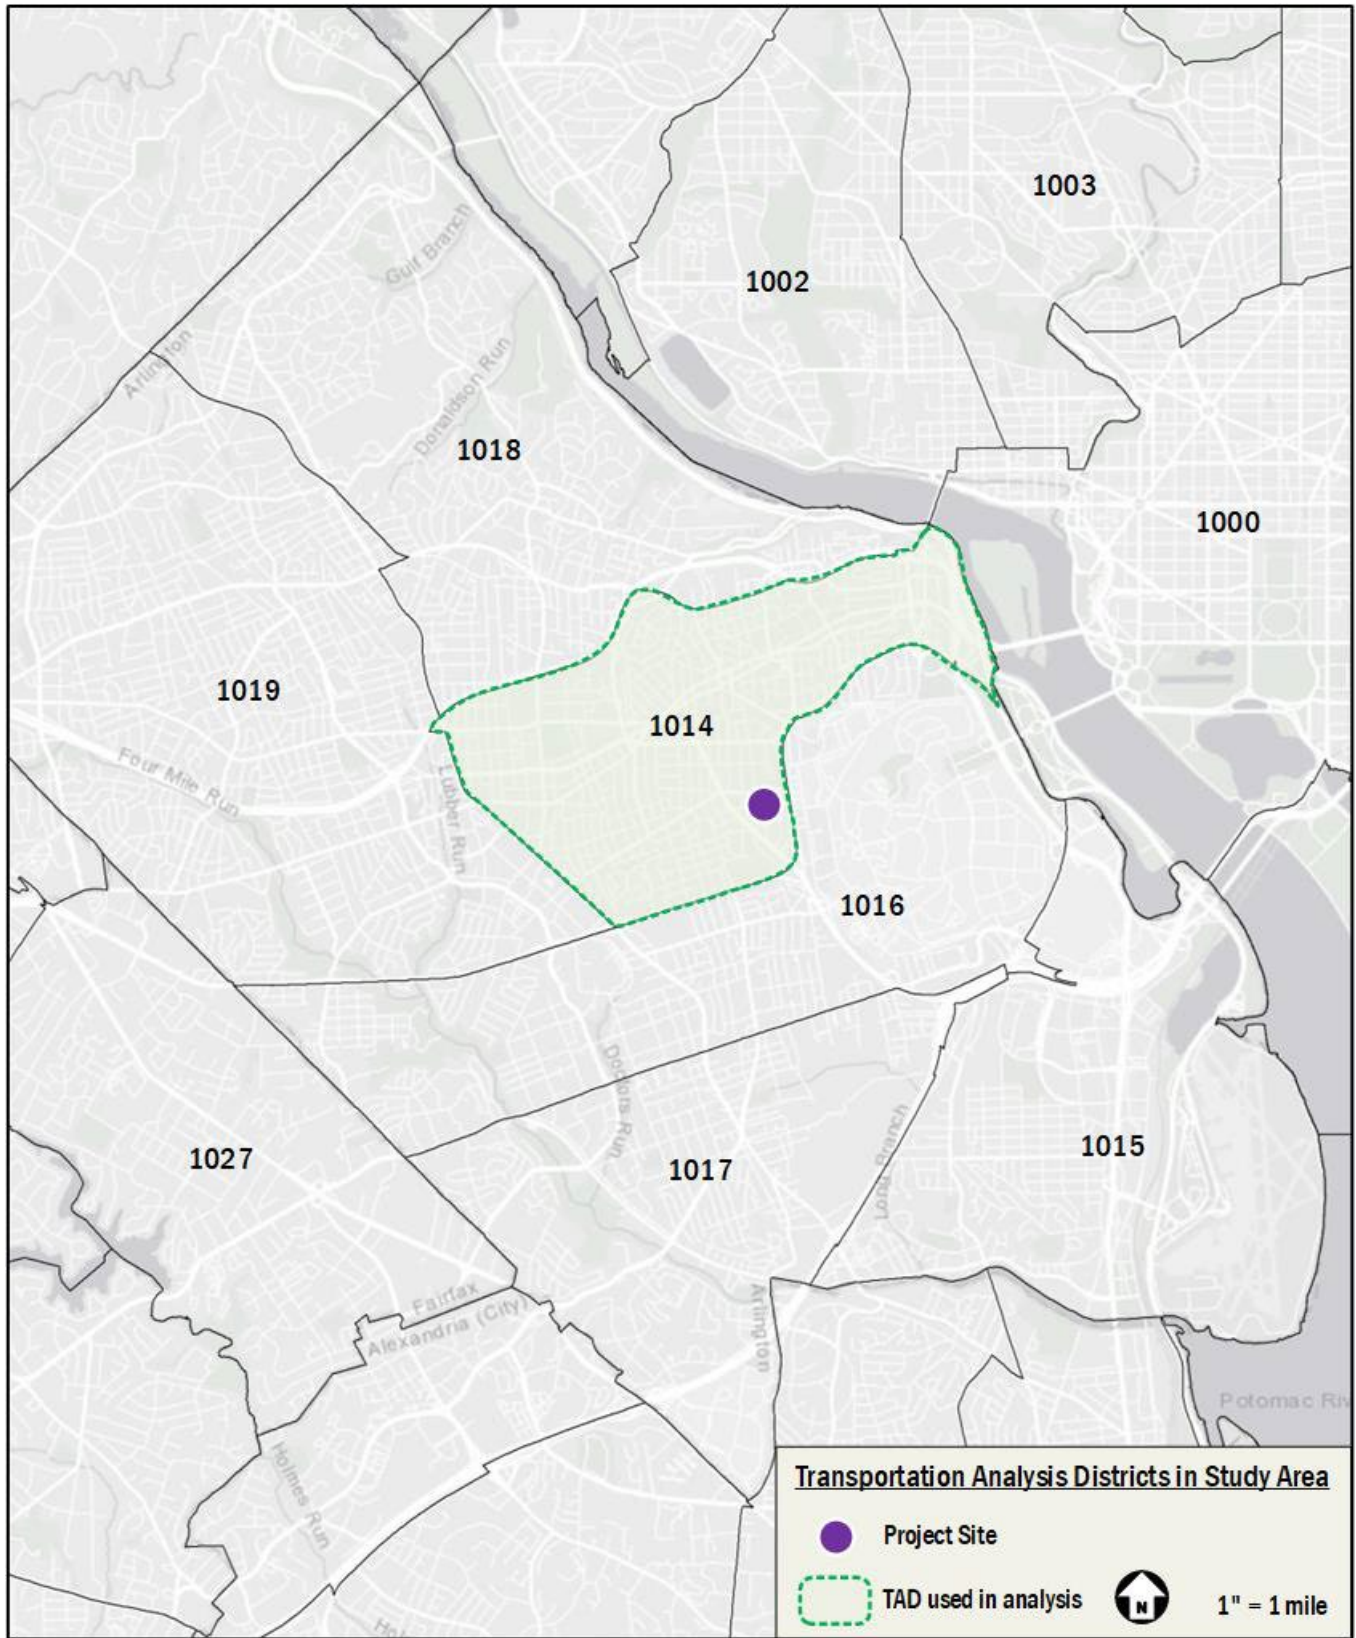 1003
Gulf Branch
1002
Arlington
Donaldson Run
1018
1000
1019
1014
Four Mile Run
Lubber Run
1016
Doctors Run
Long Branch
1027
1017
1015
Fairfax
Alexandria (City)
Arlington
Potomac Riv
Holmes Run
Transportation Analysis Districts in Study Area
Project Site
TAD used in analysis
N
1" = 1 mile
Hol